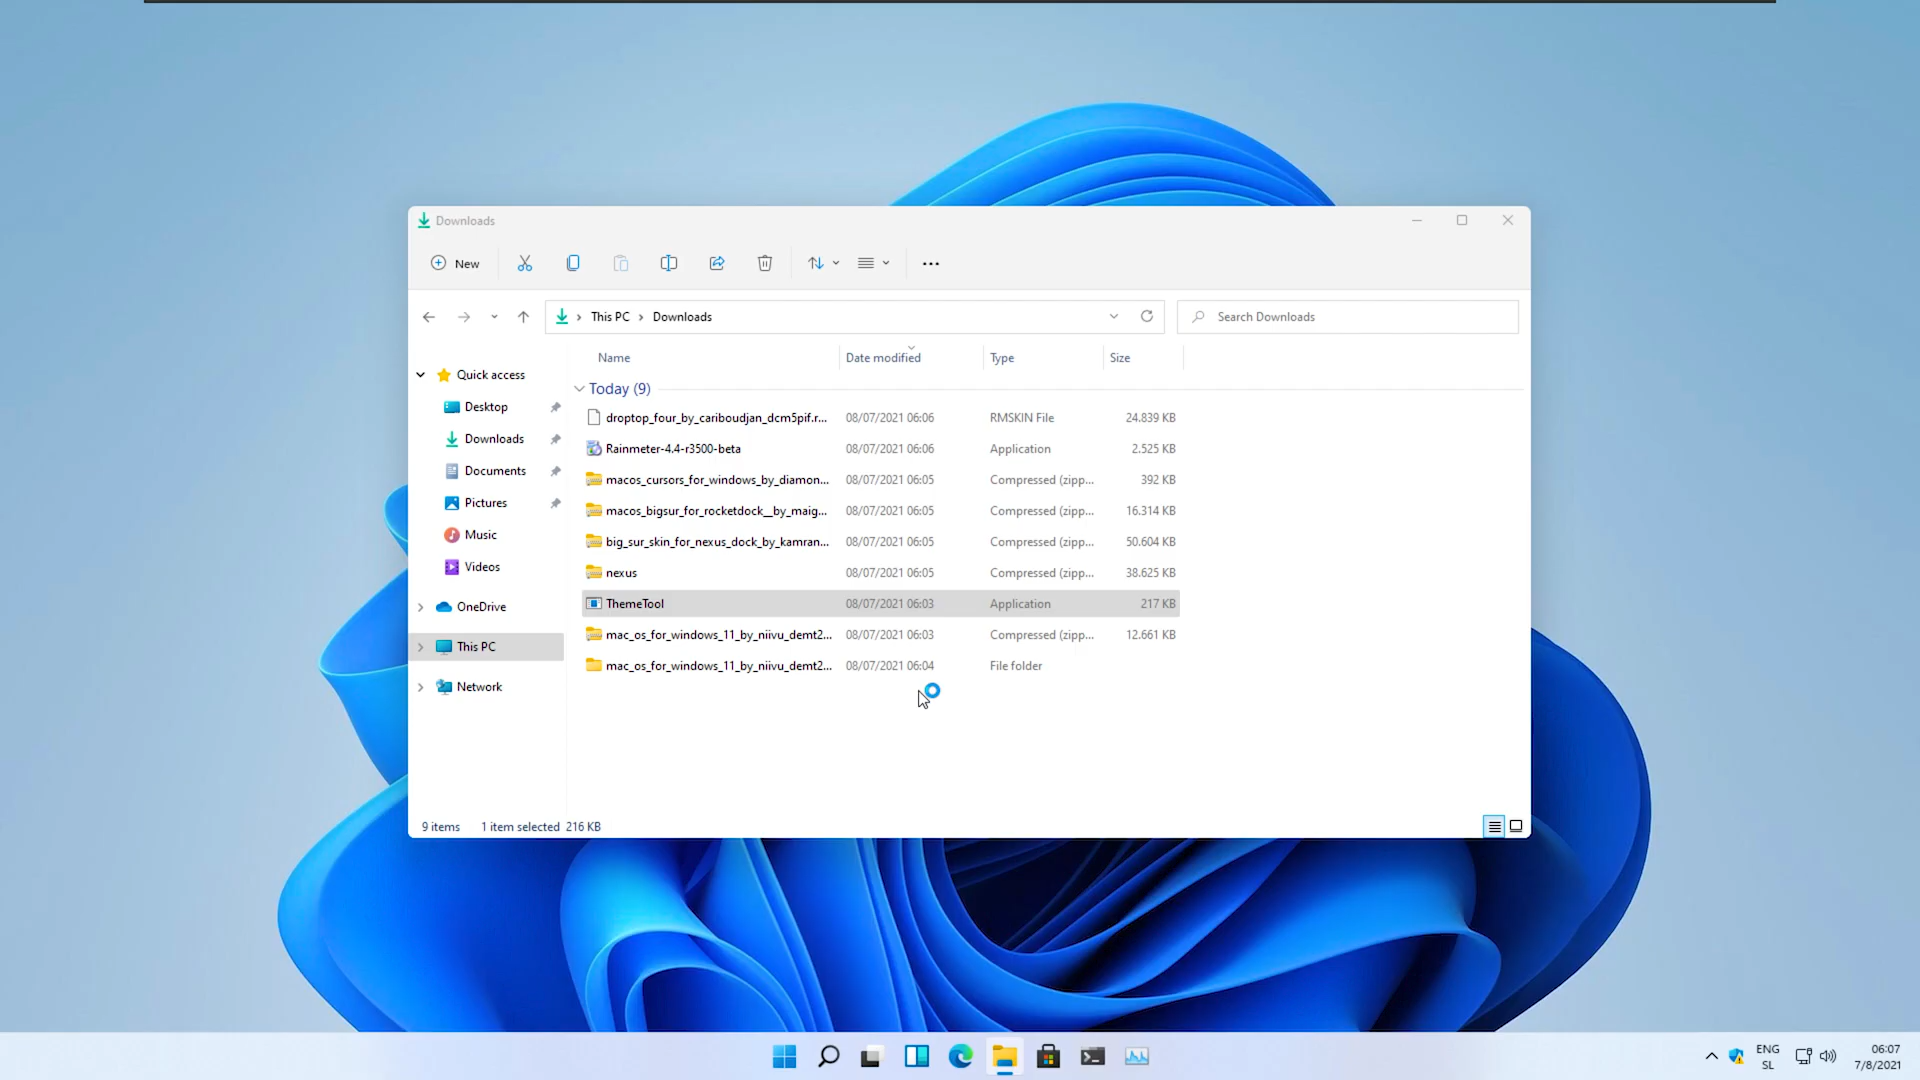 Downloads
New
This PC > Downloads
Search Downloads
Name Date modified Type Size
Quick access
Desktop
Downloads
Documents
Pictures
Music
Videos
OneDrive
This PC
Network
Today (9)
droptop_four_by_cariboudjan_dcm5pif.r... 08/07/2021 06:06 RMSKIN File 24.839 KB
Rainmeter-4.4-r3500-beta 08/07/2021 06:06 Application 2.525 KB
macos_cursors_for_windows_by_diamon... 08/07/2021 06:05 Compressed (zipp... 392 KB
macos_bigsur_for_rocketdock__by_maig... 08/07/2021 06:05 Compressed (zipp... 16.314 KB
big_sur_skin_for_nexus_dock_by_kamran... 08/07/2021 06:05 Compressed (zipp... 50.604 KB
nexus 08/07/2021 06:05 Compressed (zipp... 38.625 KB
ThemeTool 08/07/2021 06:03 Application 217 KB
mac_os_for_windows_11_by_niivu_demt2... 08/07/2021 06:03 Compressed (zipp... 12.661 KB
mac_os_for_windows_11_by_niivu_demt2... 08/07/2021 06:04 File folder
9 items 1 item selected 216 KB
ENG 06:07
SL 7/8/2021